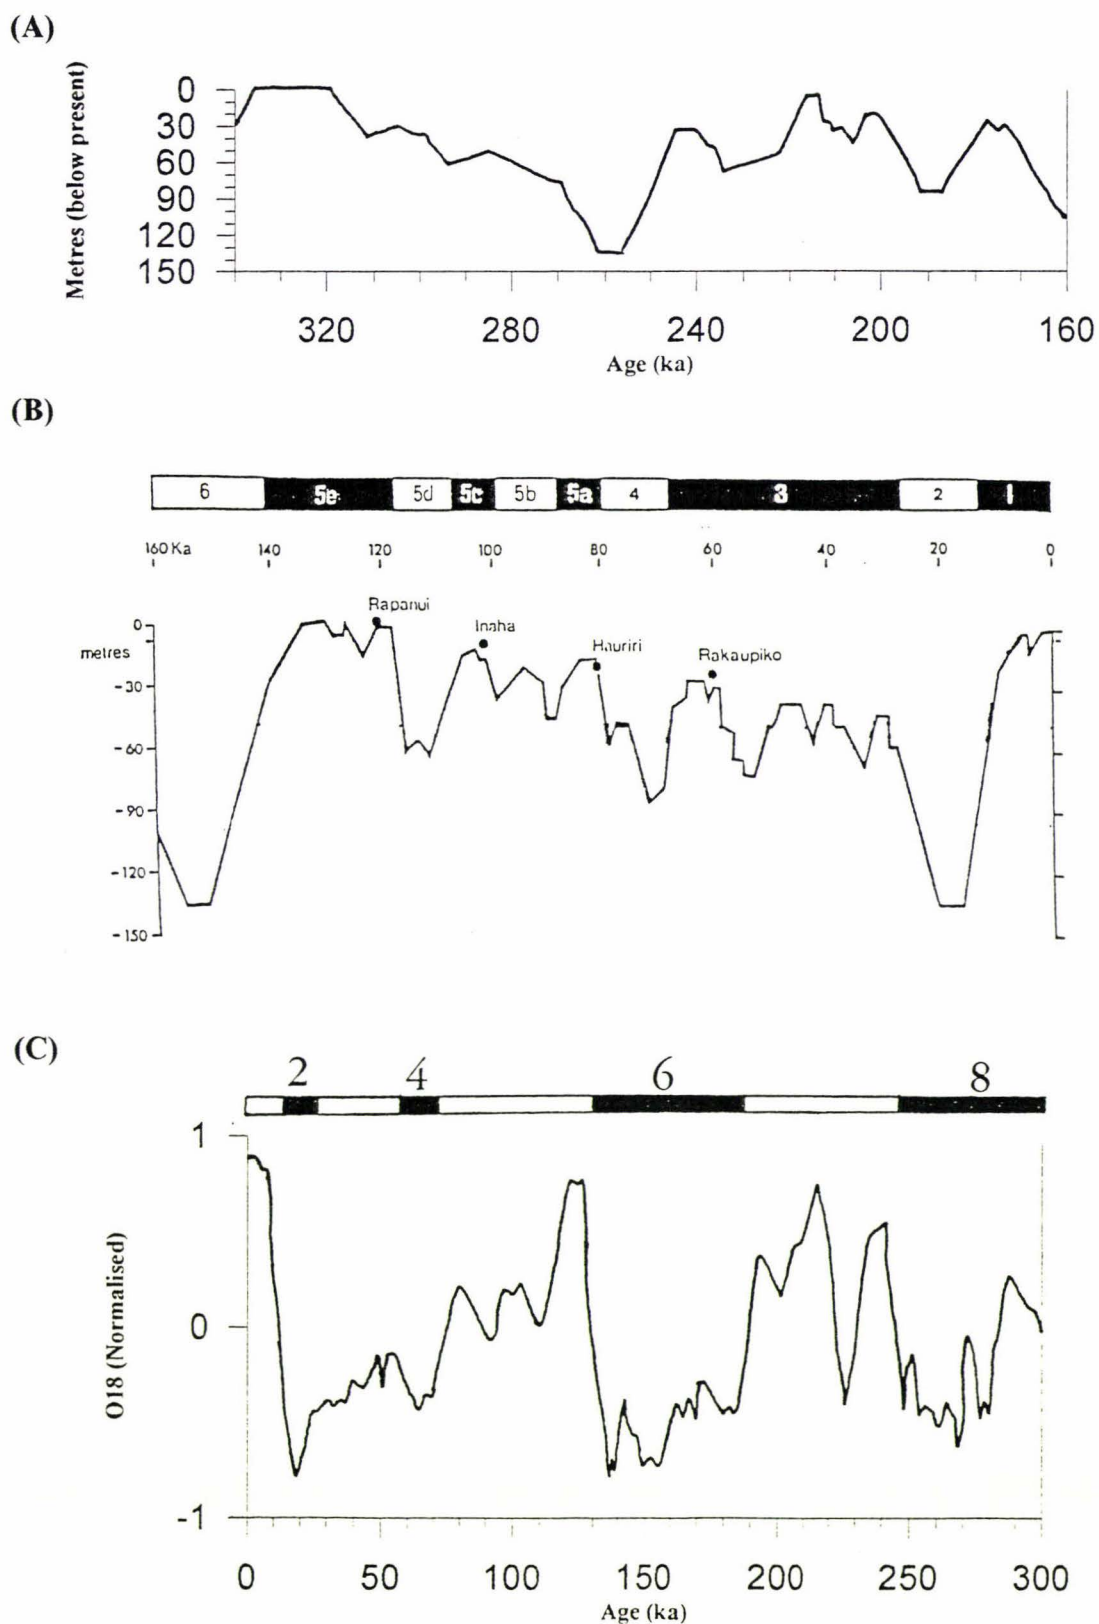 (A)
Metres (below present)
0
30
60
90
120
150
320 280 240 200 160
Age (ka)
(B)
6 5e 5d 5c 5b 5a 4 3 2 1
160 Ka 140 120 100 80 60 40 20 0
Rapanui
Inaha
Hauriri
Rakaupiko
metres
0
-30
-60
-90
-120
-150
(C)
2 4 6 8
O18 (Normalised)
1
0
-1
0 50 100 150 200 250 300
Age (ka)